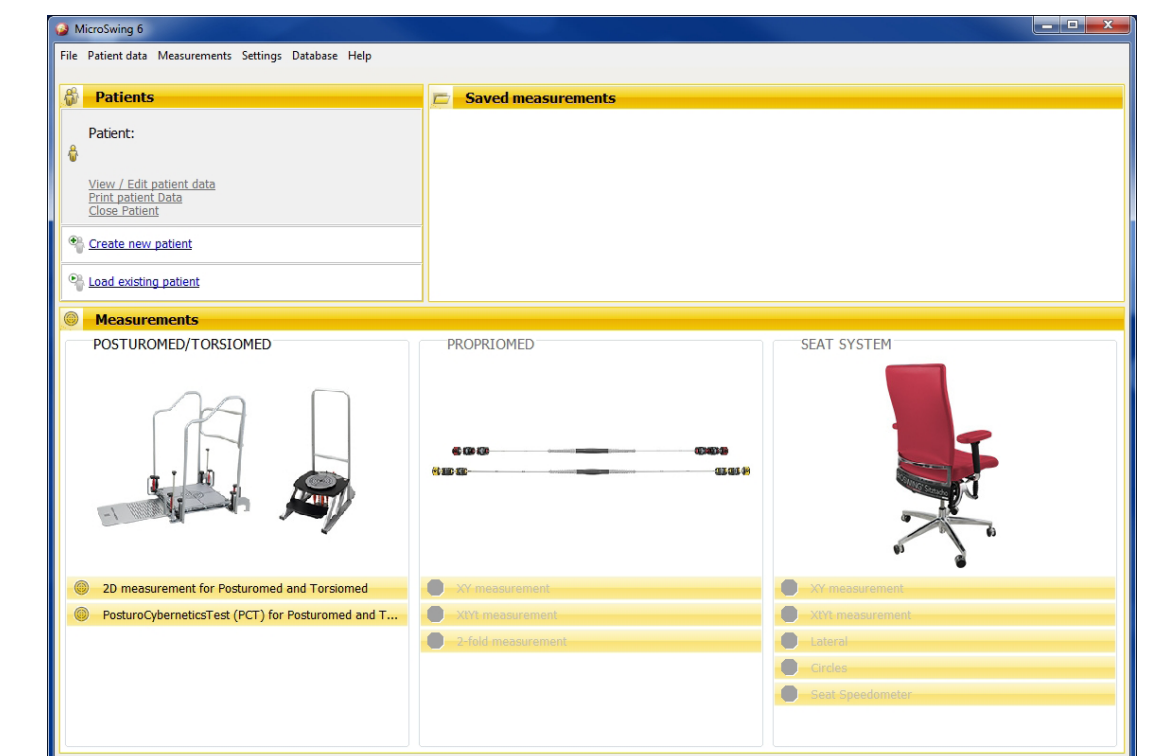 MicroSwing 6
File Patient data Measurements Settings Database Help
Patients
Patient:
View / Edit patient data
Print patient Data
Close Patient
Create new patient
Load existing patient
Saved measurements
Measurements
POSTUROMED/TORSIOMED
2D measurement for Posturomed and Torsiomed
PosturoCyberneticsTest (PCT) for Posturomed and T...
PROPRIOMED
XY measurement
XtYt measurement
2-fold measurement
SEAT SYSTEM
XY measurement
XtYt measurement
Lateral
Circles
Seat Speedometer